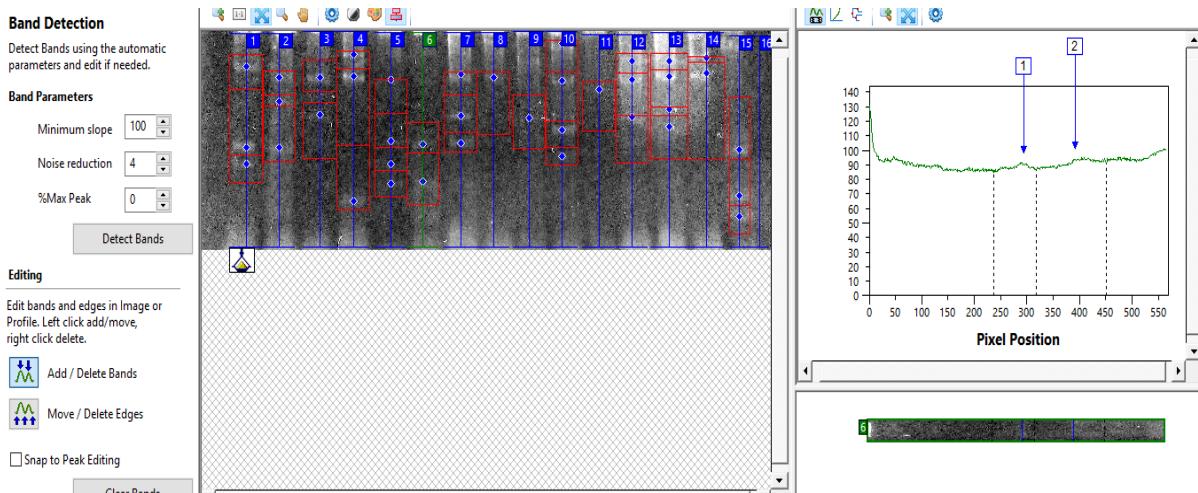 Band Detection
Detect Bands using the automatic
parameters and edit if needed.
Band Parameters
Minimum slope 100
Noise reduction 4
%Max Peak 0
Detect Bands
Editing
Edit bands and edges in Image or
Profile. Left click add/move,
right click delete.
Add / Delete Bands
Move / Delete Edges
Snap to Peak Editing
Clear Bands
1:1
1 2 3 4 5 6 7 8 9 10 11 12 13 14 15 16
1 2
140
130
120
110
100
90
80
70
60
50
40
30
20
10
0
0 50 100 150 200 250 300 350 400 450 500 550
Pixel Position
6